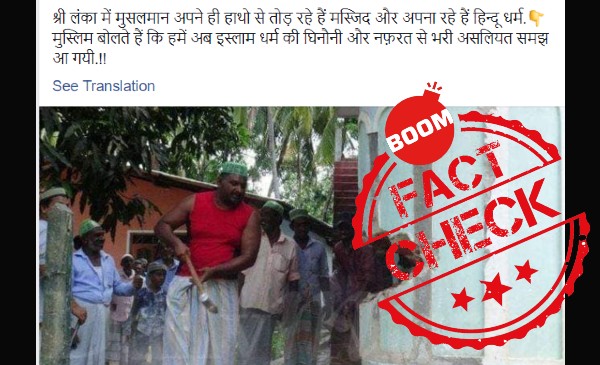 श्री लंका में मुसलमान अपने ही हाथो से तोड़ रहे हैं मस्जिद और अपना रहे हैं हिन्दू धर्म.👇
मुस्लिम बोलते हैं कि हमें अब इस्लाम धर्म की घिनौनी और नफ़रत से भरी असलियत समझ
आ गयी.!!
See Translation
BOOM
FACT
CHECK